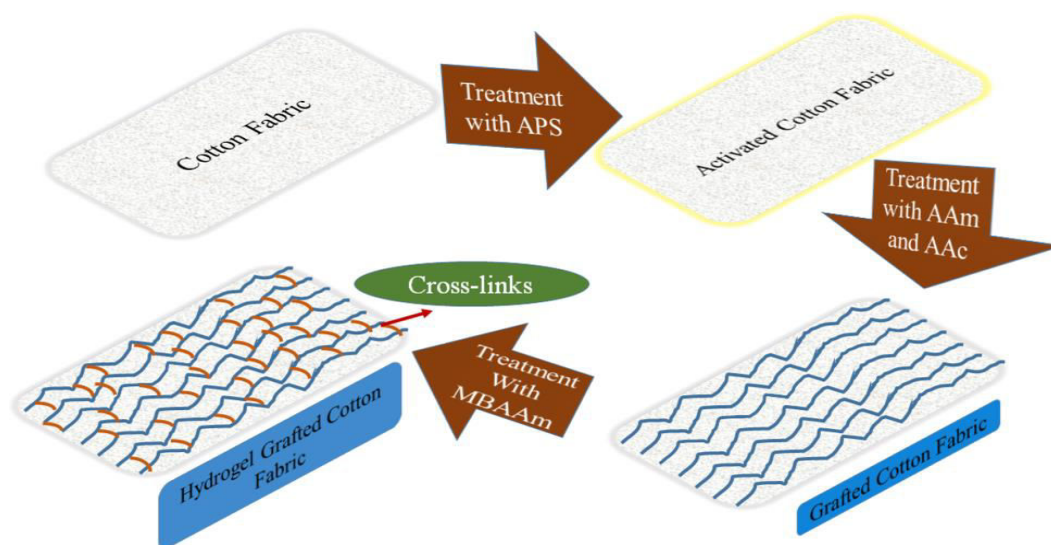 Cotton Fabric
Treatment
with APS
Activated Cotton Fabric
Treatment
with AAm
and AAc
Grafted Cotton Fabric
Treatment
With
MBAAm
Cross-links
Hydrogel Grafted Cotton
Fabric